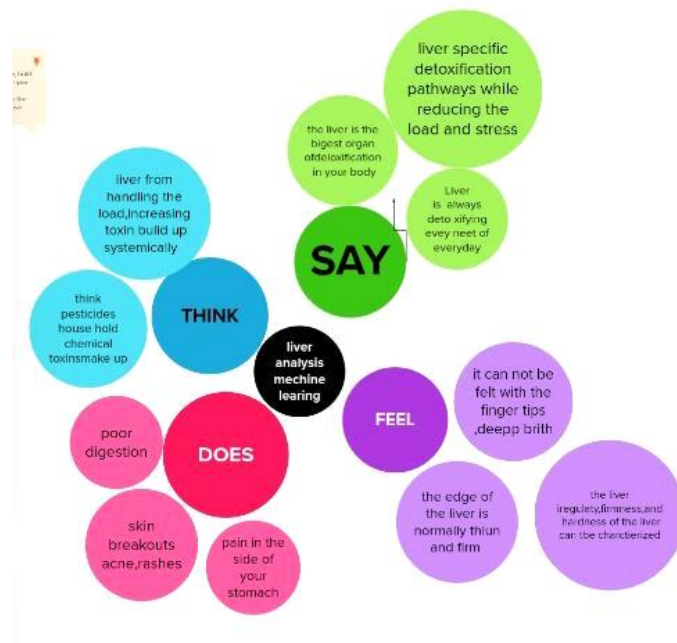 liver specific
detoxification
pathways while
reducing the
load and stress
the liver is the
bigest organ
ofdeloxification
in your body
Liver
is always
deto xifying
evey neet of
everyday
SAY
liver from
handling the
load,increasing
toxin bulid up
systemically
think
pesticides
house hold
chemical
toxinsmake up
THINK
liver
analysis
mechine
learing
FEEL
it can not be
felt with the
finger tips
,deepp brith
the edge of
the liver is
normally thiun
and firm
the liver
iregulaty,firmness,and
hardness of the liver
can tbe charctierized
DOES
poor
digestion
skin
breakouts
acne,rashes
pain in the
side of
your
stomach